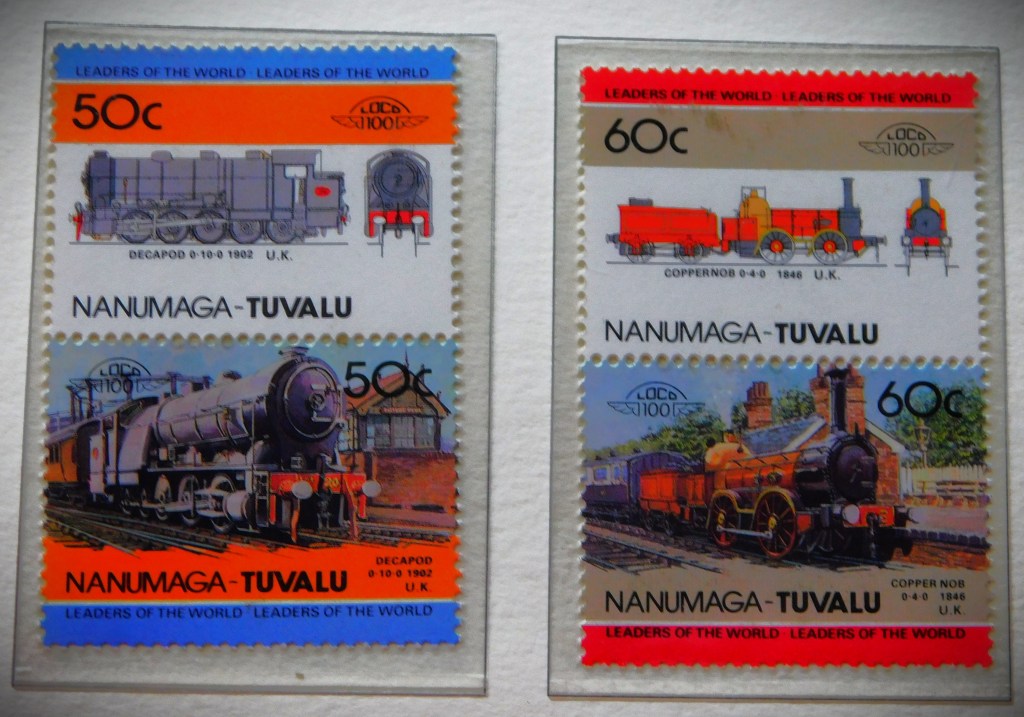 LEADERS OF THE WORLD · LEADERS OF THE WORLD
50c
LOCO
100
DECAPOD 0-10-0 1902 U.K.
NANUMAGA-TUVALU
LOCO
100
50c
NANUMAGA-TUVALU
DECAPOD
0-10-0 1902
U.K.
LEADERS OF THE WORLD · LEADERS OF THE WORLD
LEADERS OF THE WORLD · LEADERS OF THE WORLD
60c
LOCO
100
COPPERNOB 0-4-0 1846 U.K.
NANUMAGA-TUVALU
LOCO
100
60c
NANUMAGA-TUVALU
COPPER NOB
0-4-0 1846
U.K.
LEADERS OF THE WORLD · LEADERS OF THE WORLD